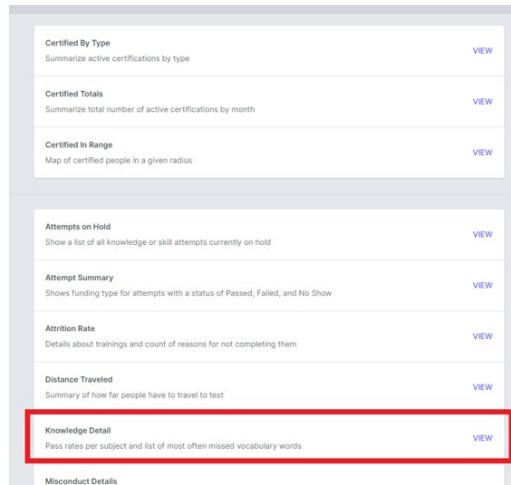 Certified By Type
Summarize active certifications by type
VIEW
Certified Totals
Summarize total number of active certifications by month
VIEW
Certified In Range
Map of certified people in a given radius
VIEW
Attempts on Hold
Show a list of all knowledge or skill attempts currently on hold
VIEW
Attempt Summary
Shows funding type for attempts with a status of Passed, Failed, and No Show
VIEW
Attrition Rate
Details about trainings and count of reasons for not completing them
VIEW
Distance Traveled
Summary of how far people have to travel to test
VIEW
Knowledge Detail
Pass rates per subject and list of most often missed vocabulary words
VIEW
Misconduct Details